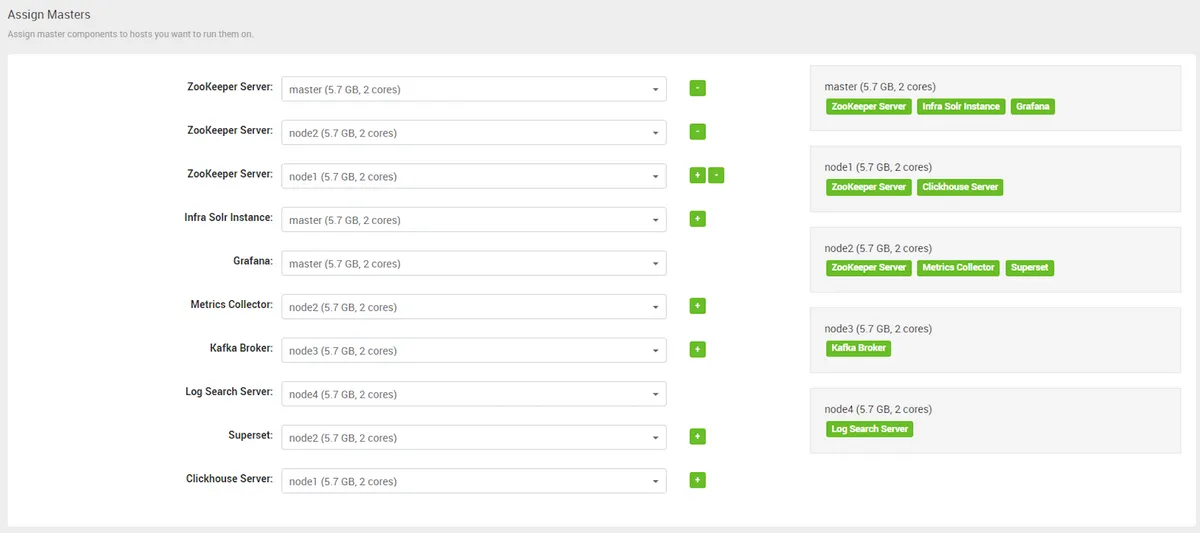 Assign Masters
Assign master components to hosts you want to run them on.
ZooKeeper Server: master (5.7 GB, 2 cores) -
ZooKeeper Server: node2 (5.7 GB, 2 cores) -
ZooKeeper Server: node1 (5.7 GB, 2 cores) + -
Infra Solr Instance: master (5.7 GB, 2 cores) +
Grafana: master (5.7 GB, 2 cores)
Metrics Collector: node2 (5.7 GB, 2 cores) +
Kafka Broker: node3 (5.7 GB, 2 cores) +
Log Search Server: node4 (5.7 GB, 2 cores)
Superset: node2 (5.7 GB, 2 cores) +
Clickhouse Server: node1 (5.7 GB, 2 cores) +
master (5.7 GB, 2 cores)
ZooKeeper Server Infra Solr Instance Grafana
node1 (5.7 GB, 2 cores)
ZooKeeper Server Clickhouse Server
node2 (5.7 GB, 2 cores)
ZooKeeper Server Metrics Collector Superset
node3 (5.7 GB, 2 cores)
Kafka Broker
node4 (5.7 GB, 2 cores)
Log Search Server